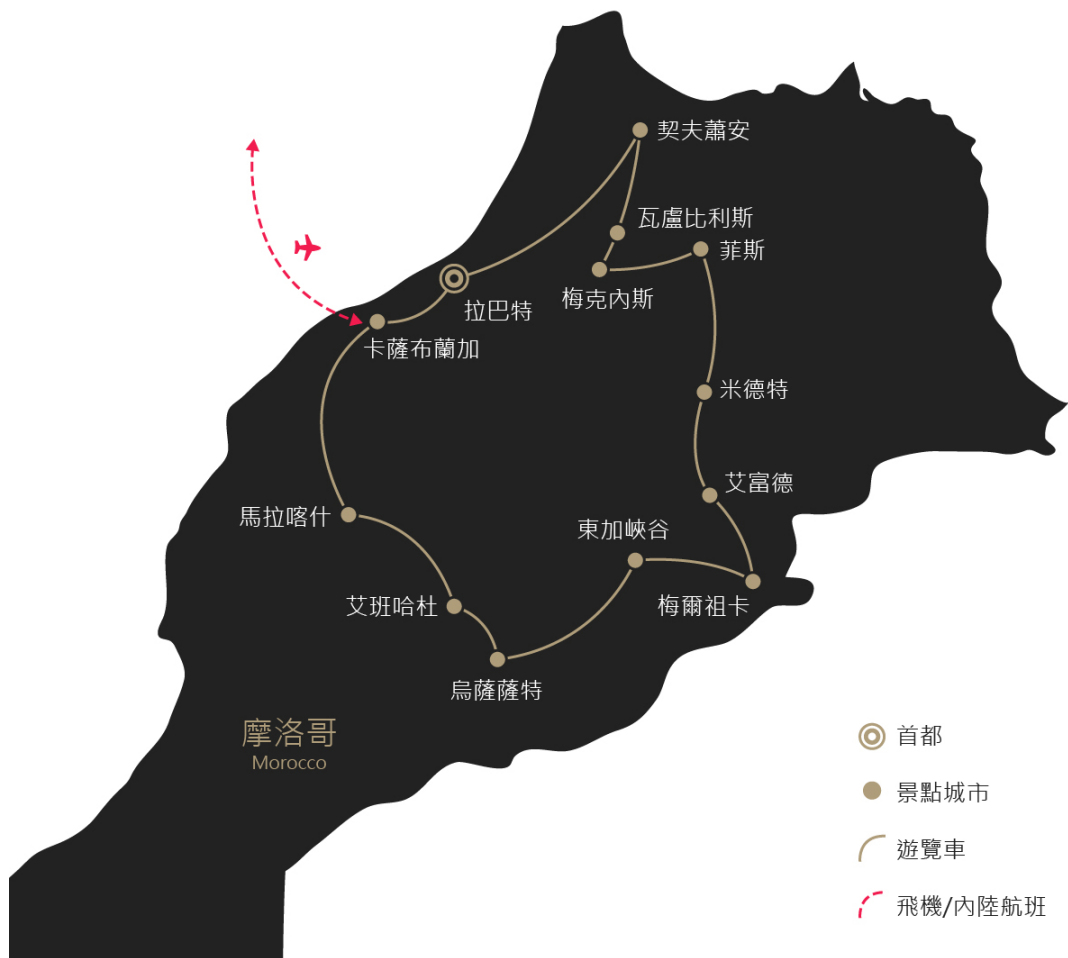 契夫蕭安
瓦盧比利斯
菲斯
梅克內斯
拉巴特
卡薩布蘭加
米德特
艾富德
馬拉喀什
東加峽谷
艾班哈杜
梅爾祖卡
烏薩薩特
摩洛哥
Morocco
首都
景點城市
遊覽車
飛機/內陸航班